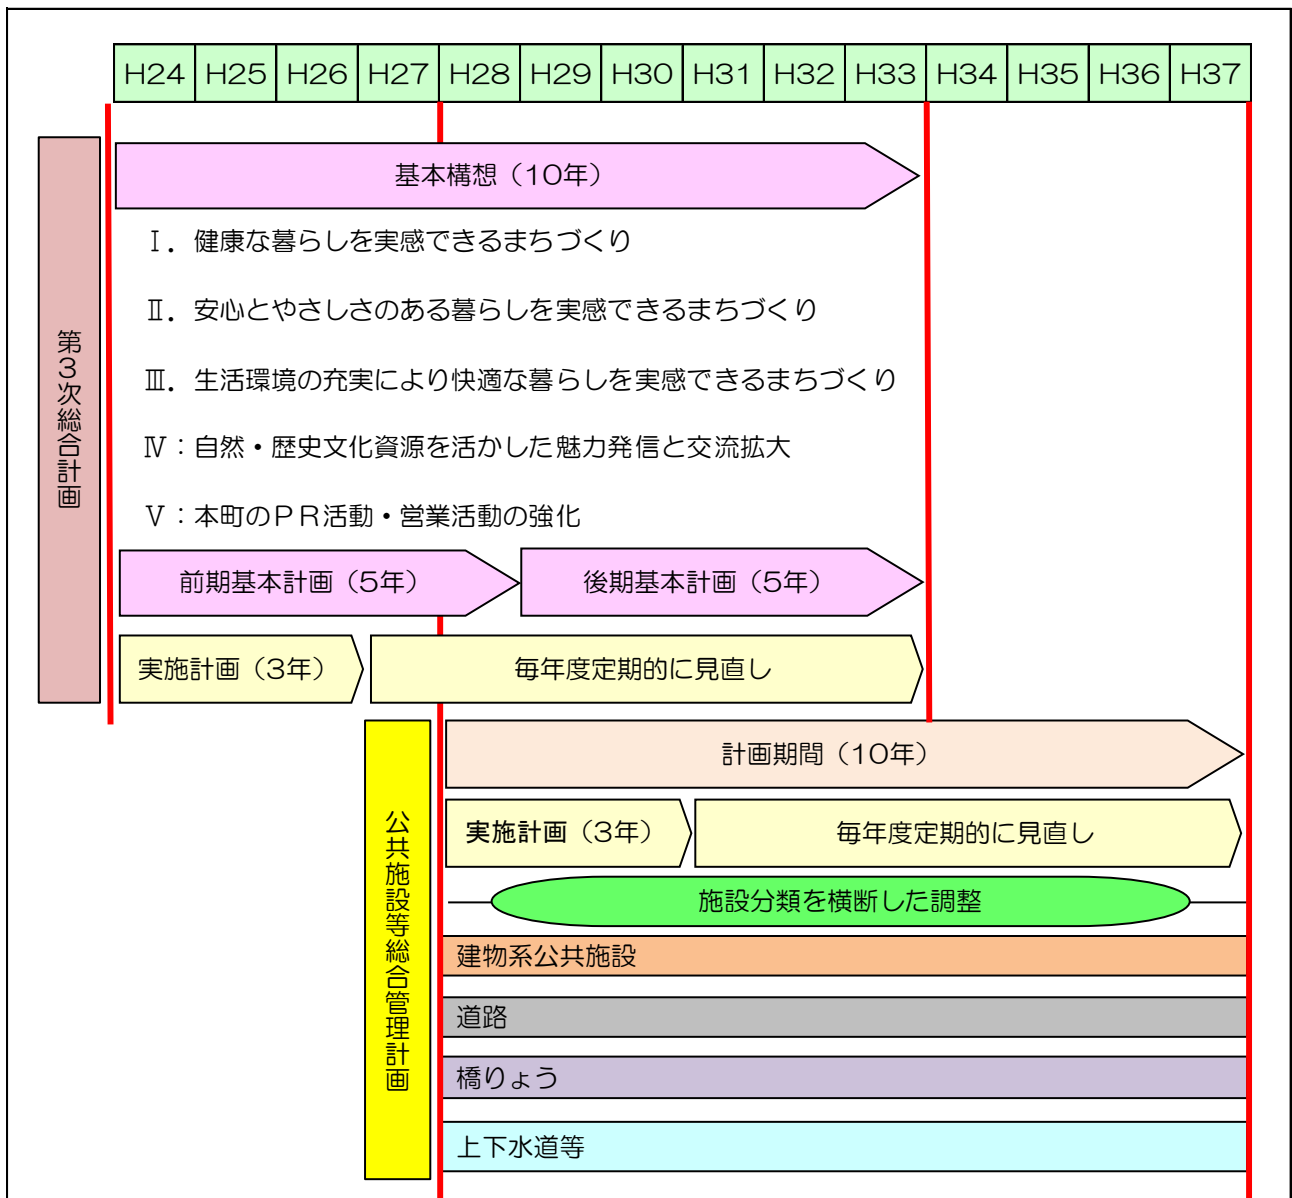 H24 H25 H26 H27 H28 H29 H30 H31 H32 H33 H34 H35 H36 H37
第3次総合計画
基本構想（10年）
Ⅰ．健康な暮らしを実感できるまちづくり
Ⅱ．安心とやさしさのある暮らしを実感できるまちづくり
Ⅲ．生活環境の充実により快適な暮らしを実感できるまちづくり
Ⅳ：自然・歴史文化資源を活かした魅力発信と交流拡大
Ⅴ：本町のＰＲ活動・営業活動の強化
前期基本計画（5年） 後期基本計画（5年）
実施計画（3年） 毎年度定期的に見直し
公共施設等総合管理計画
計画期間（10年）
実施計画（3年） 毎年度定期的に見直し
施設分類を横断した調整
建物系公共施設
道路
橋りょう
上下水道等